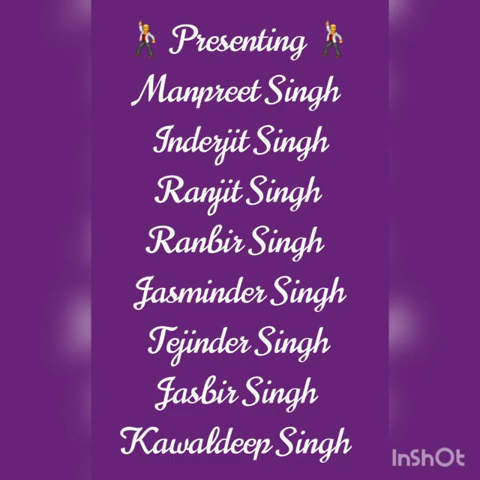 🕺 Presenting 🕺
Manpreet Singh
Inderjit Singh
Ranjit Singh
Ranbir Singh
Jasminder Singh
Tejinder Singh
Jasbir Singh
Kawaldeep Singh
InShOt